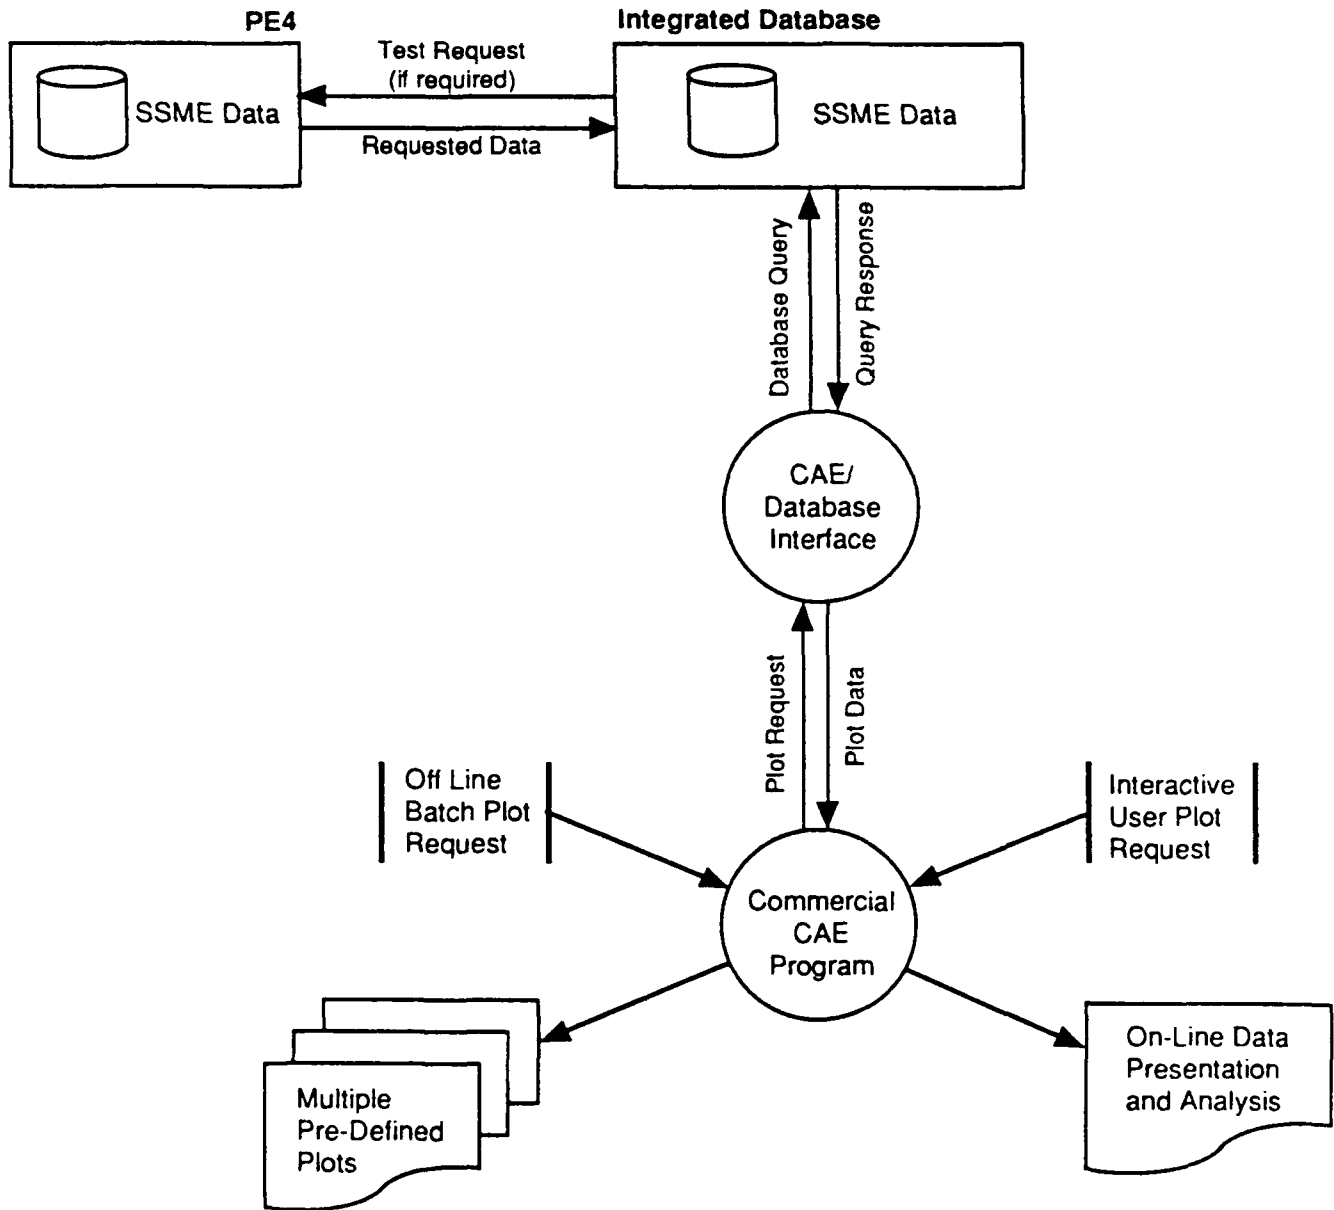 PE4
Integrated Database
Test Request
(if required)
SSME Data
SSME Data
Requested Data
Database Query
Query Response
CAE/
Database
Interface
Plot Request
Plot Data
Off Line
Batch Plot
Request
Interactive
User Plot
Request
Commercial
CAE
Program
Multiple
Pre-Defined
Plots
On-Line Data
Presentation
and Analysis